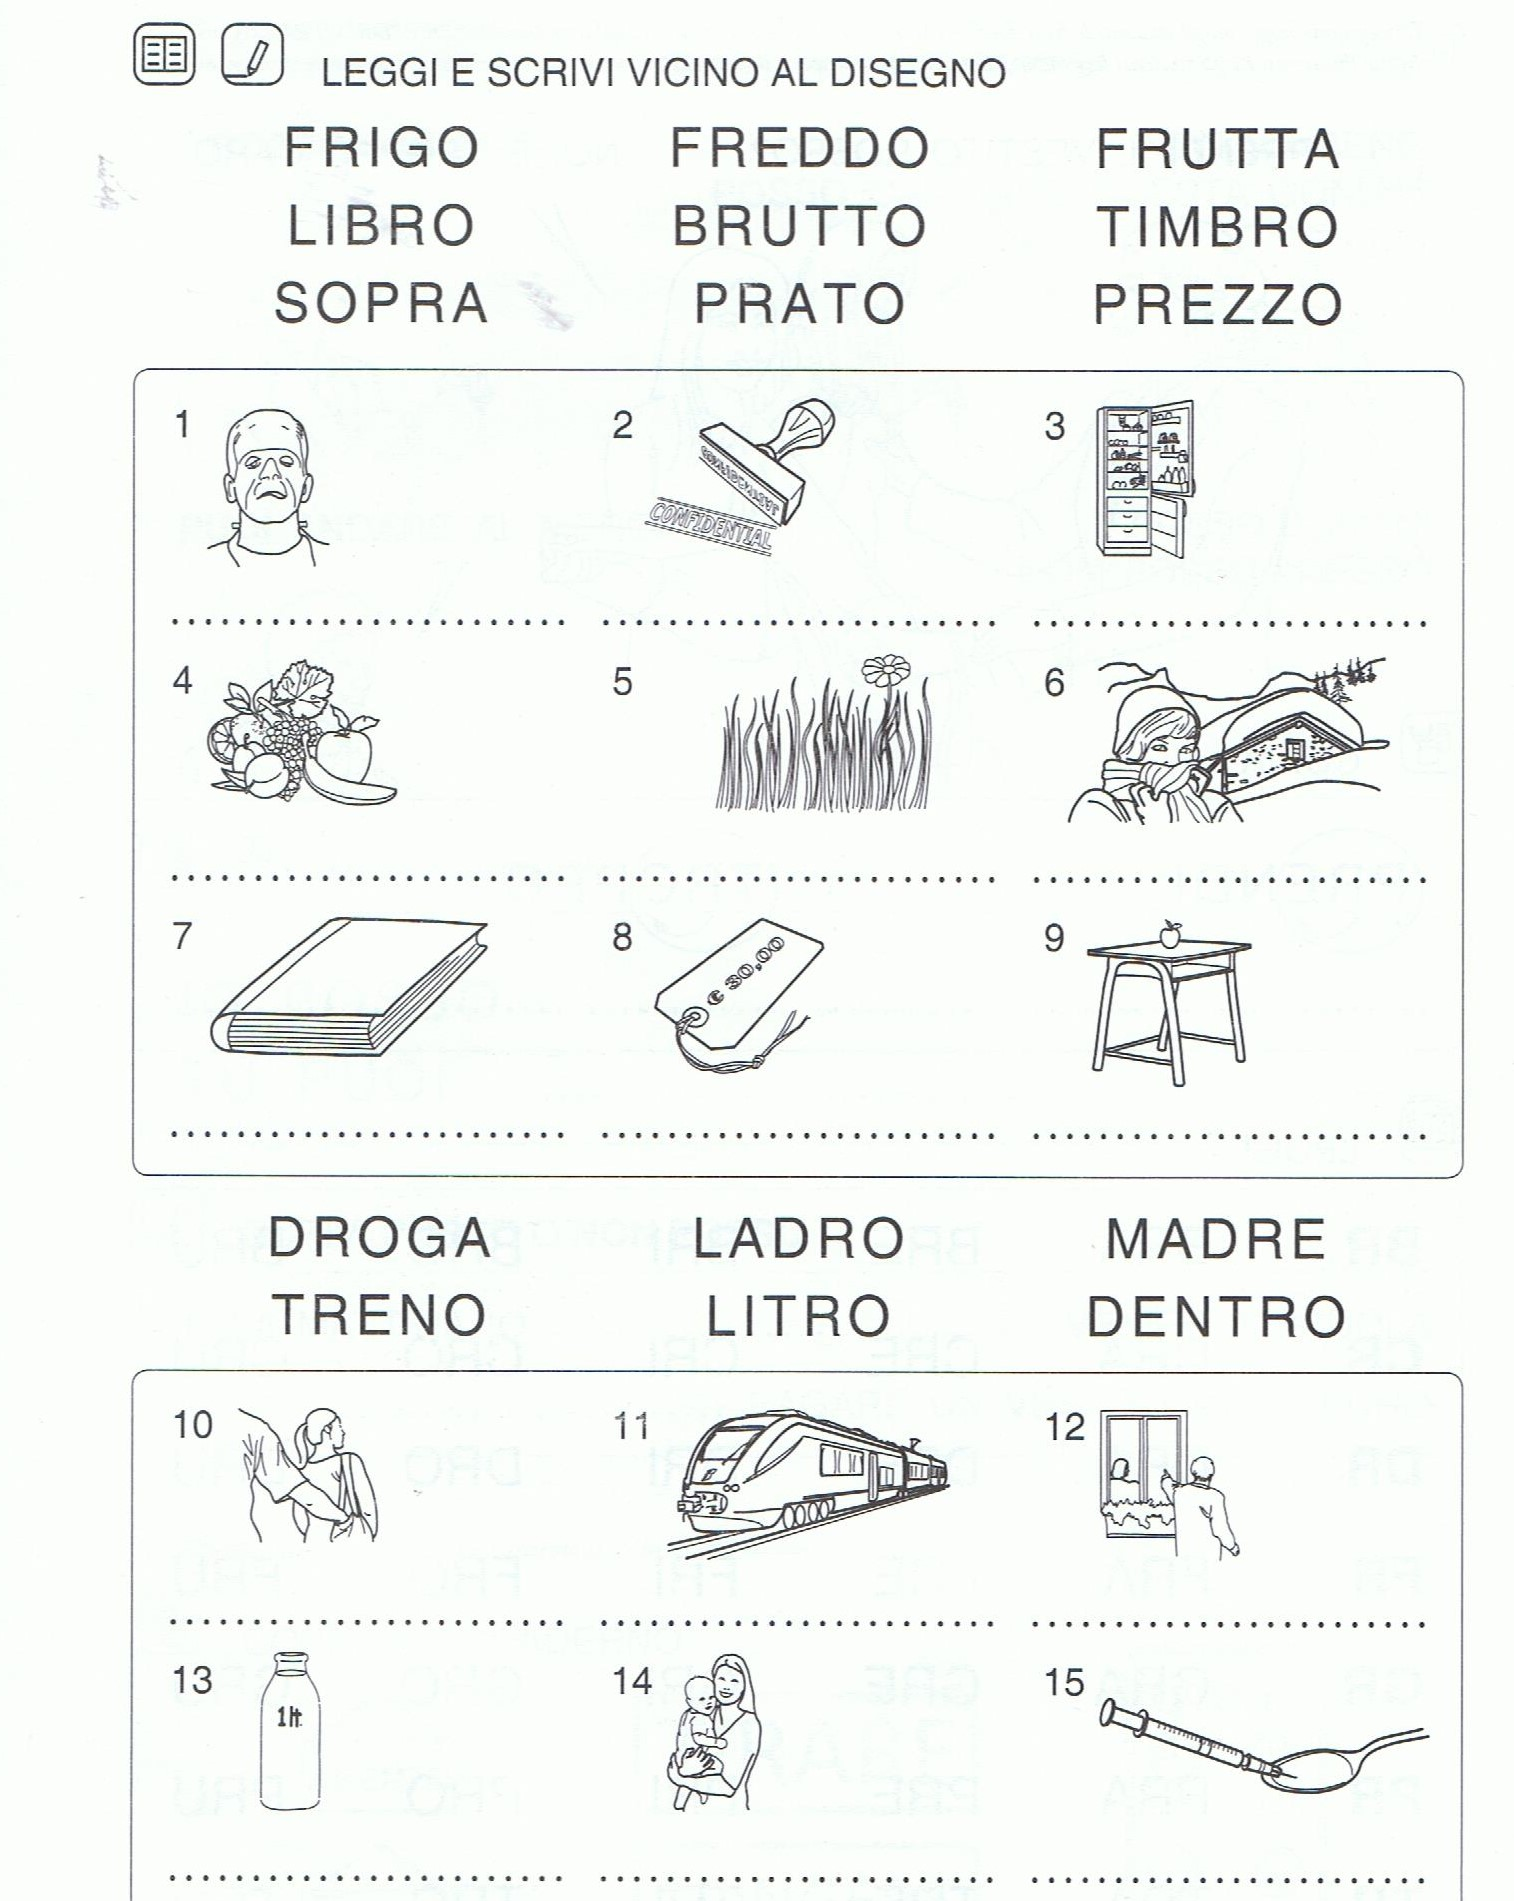 LEGGI E SCRIVI VICINO AL DISEGNO
FRIGO FREDDO FRUTTA
LIBRO BRUTTO TIMBRO
SOPRA PRATO PREZZO
1 2 3
CONFIDENTIAL
4 5 6
7 8 9
€ 30,00
DROGA LADRO MADRE
TRENO LITRO DENTRO
10 11 12
13 14 15
1 lt.